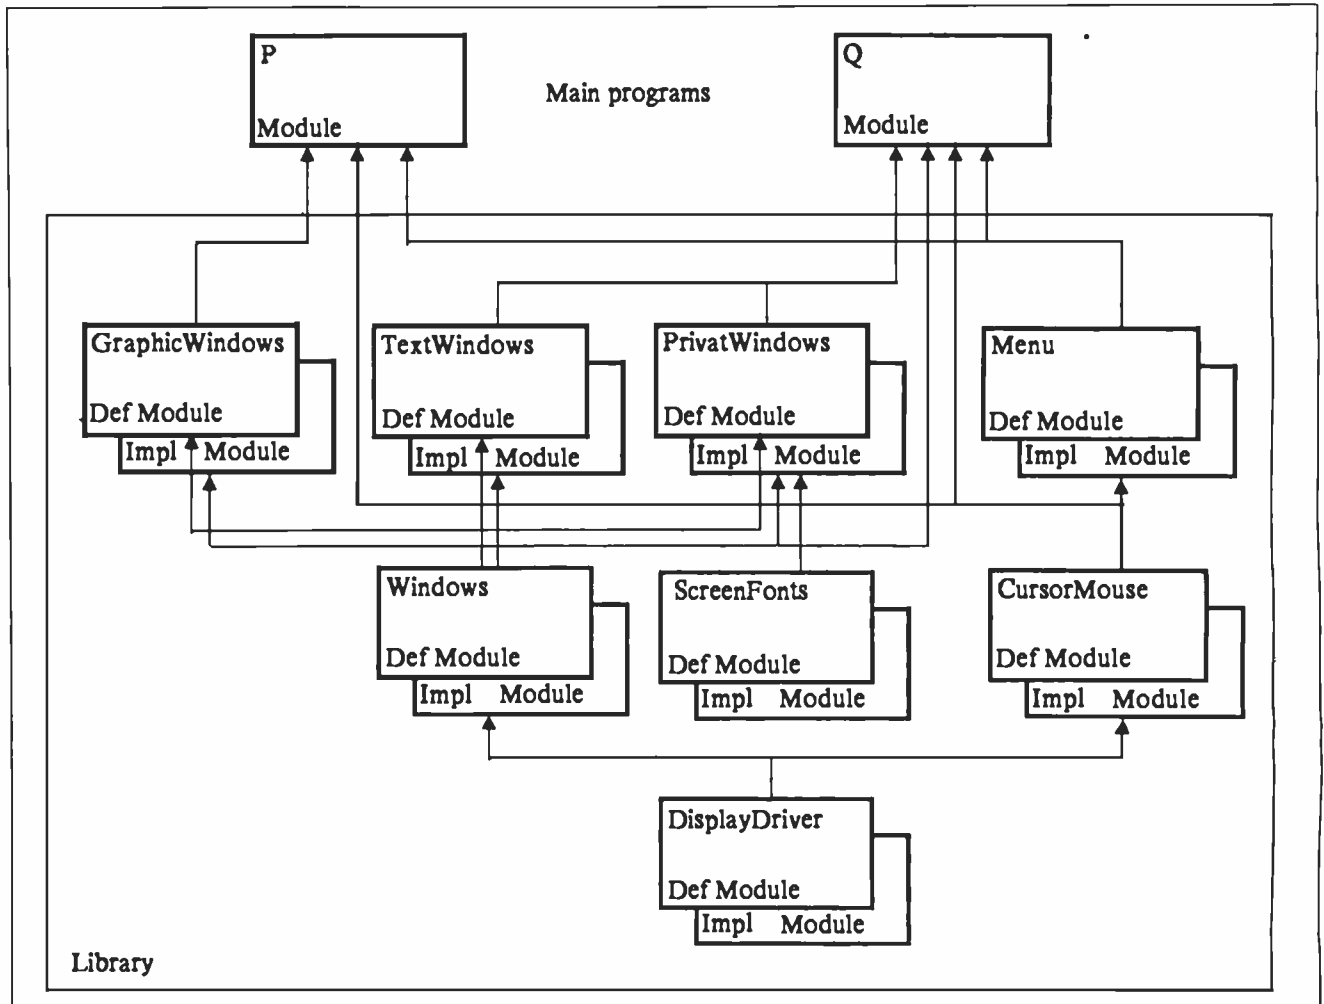 P
Module
Main programs
Q
Module
GraphicWindows
Def Module
Impl Module
TextWindows
Def Module
Impl Module
PrivatWindows
Def Module
Impl Module
Menu
Def Module
Impl Module
Windows
Def Module
Impl Module
ScreenFonts
Def Module
Impl Module
CursorMouse
Def Module
Impl Module
DisplayDriver
Def Module
Impl Module
Library